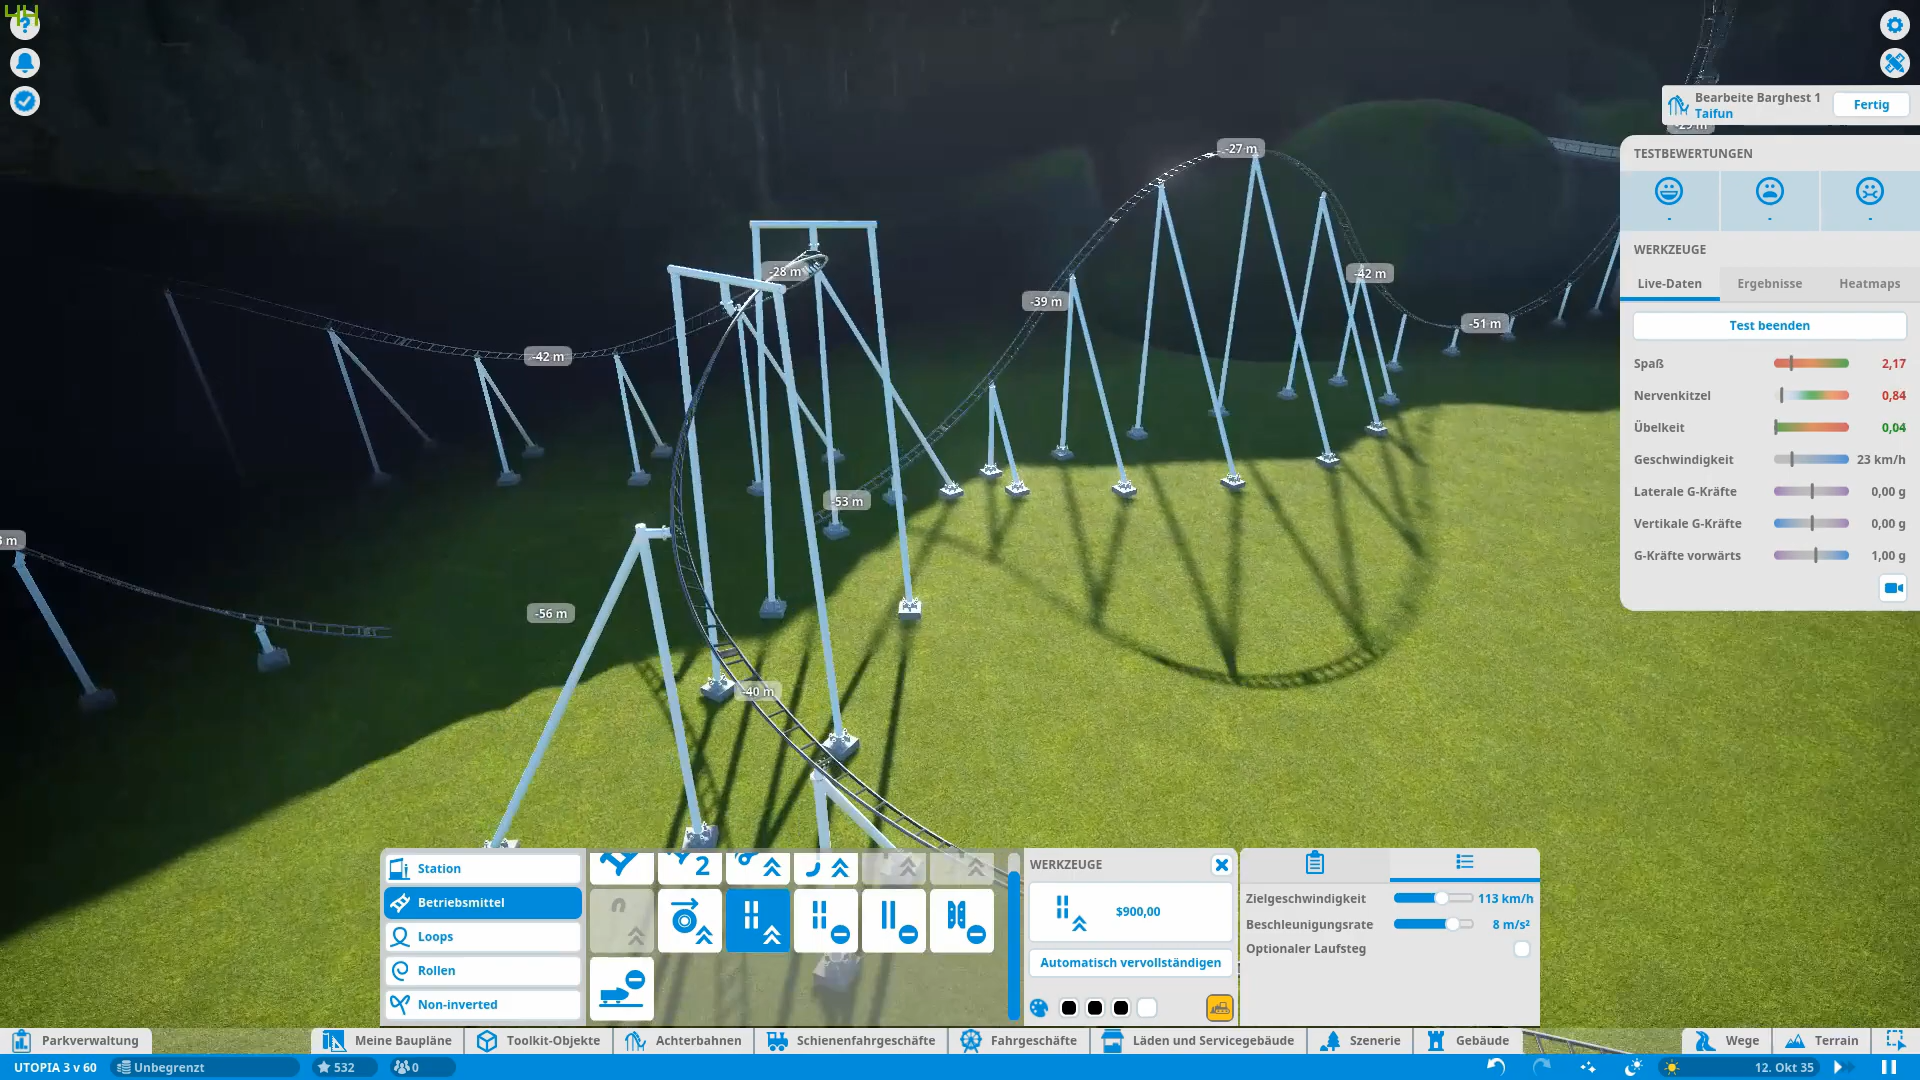 44
?
Bearbeite Barghest 1
Taifun
Fertig
TESTBEWERTUNGEN
-
-
-
WERKZEUGE
Live-Daten
Ergebnisse
Heatmaps
Test beenden
Spaß 2,17
Nervenkitzel 0,84
Übelkeit 0,04
Geschwindigkeit 23 km/h
Laterale G-Kräfte 0,00 g
Vertikale G-Kräfte 0,00 g
G-Kräfte vorwärts 1,00 g
-27 m
-28 m
-42 m
-39 m
-51 m
-42 m
-53 m
-56 m
-40 m
Station
Betriebsmittel
Loops
Rollen
Non-inverted
2
WERKZEUGE
$900,00
Automatisch vervollständigen
Zielgeschwindigkeit 113 km/h
Beschleunigungsrate 8 m/s²
Optionaler Laufsteg
Parkverwaltung
Meine Baupläne
Toolkit-Objekte
Achterbahnen
Schienenfahrgeschäfte
Fahrgeschäfte
Läden und Servicegebäude
Szenerie
Gebäude
Wege
Terrain
UTOPIA 3 v 60
Unbegrenzt
532
0
12. Okt 35